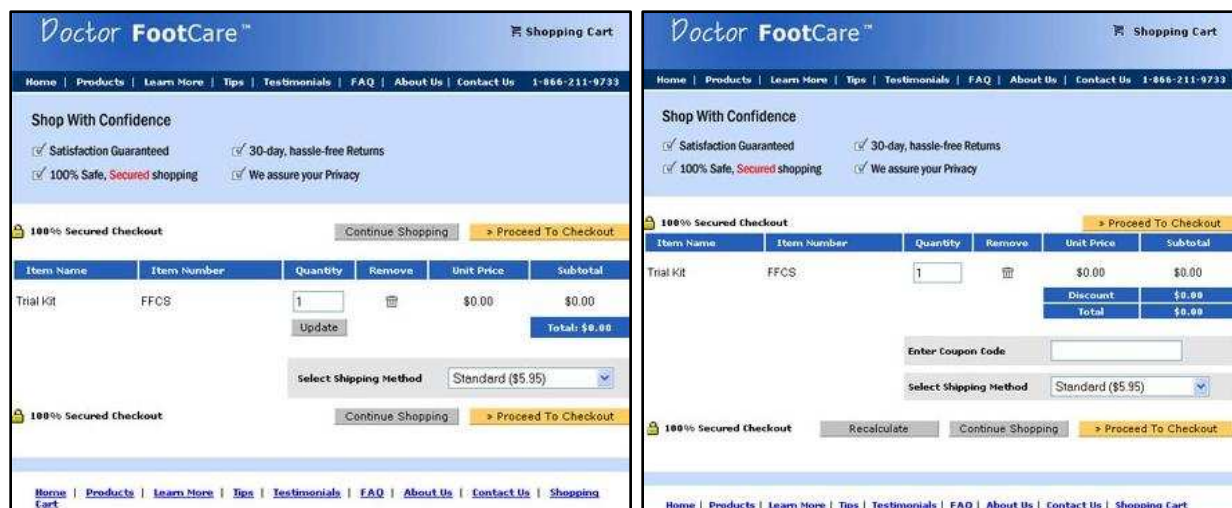 Doctor FootCare™
Shopping Cart
Home | Products | Learn More | Tips | Testimonials | FAQ | About Us | Contact Us 1-866-211-9733
Shop With Confidence
Satisfaction Guaranteed 30-day, hassle-free Returns
100% Safe, Secured shopping We assure your Privacy
100% Secured Checkout Continue Shopping » Proceed To Checkout
Item Name Item Number Quantity Remove Unit Price Subtotal
Trial Kit FFCS 1 $0.00 $0.00
Update Total: $0.00
Select Shipping Method Standard ($5.95)
100% Secured Checkout Continue Shopping » Proceed To Checkout
Home | Products | Learn More | Tips | Testimonials | FAQ | About Us | Contact Us | Shopping
Cart
Doctor FootCare™
Shopping Cart
Home | Products | Learn More | Tips | Testimonials | FAQ | About Us | Contact Us 1-866-211-9733
Shop With Confidence
Satisfaction Guaranteed 30-day, hassle-free Returns
100% Safe, Secured shopping We assure your Privacy
100% Secured Checkout » Proceed To Checkout
Item Name Item Number Quantity Remove Unit Price Subtotal
Trial Kit FFCS 1 $0.00 $0.00
Discount $0.00
Total $0.00
Enter Coupon Code
Select Shipping Method Standard ($5.95)
100% Secured Checkout Recalculate Continue Shopping » Proceed To Checkout
Home | Products | Learn More | Tips | Testimonials | FAQ | About Us | Contact Us | Shopping Cart